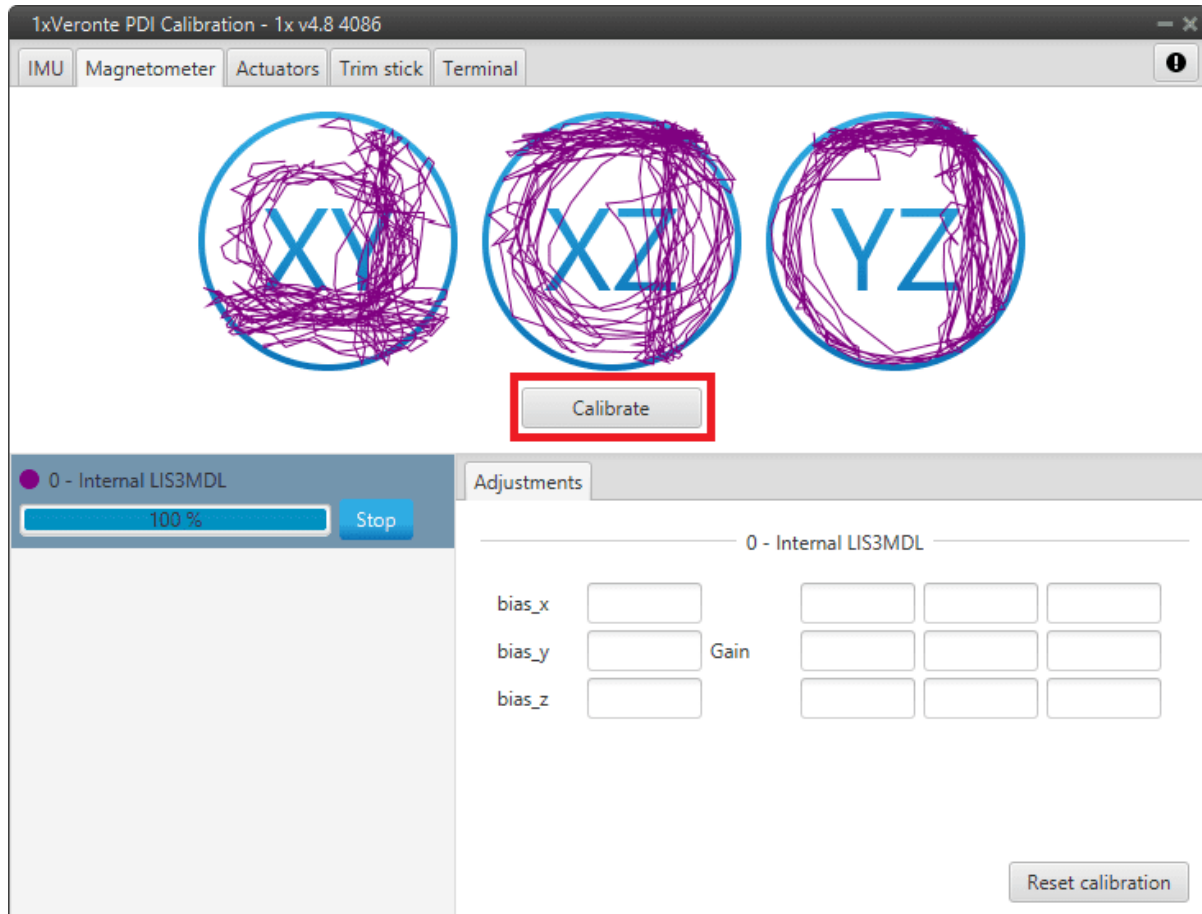 1xVeronte PDI Calibration - 1x v4.8 4086
IMU Magnetometer Actuators Trim stick Terminal
XY XZ YZ
Calibrate
0 - Internal LIS3MDL
100 % Stop
Adjustments
0 - Internal LIS3MDL
bias_x
bias_y Gain
bias_z
Reset calibration